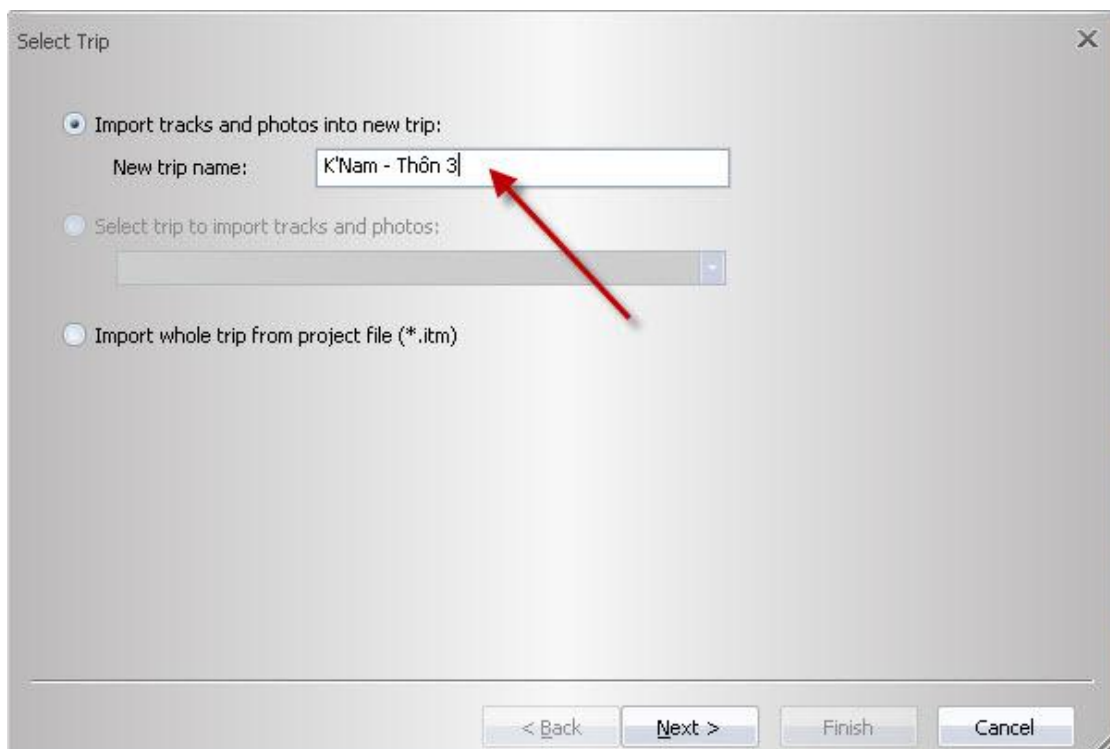 Select Trip
Import tracks and photos into new trip:
New trip name: K'Nam - Thôn 3
Select trip to import tracks and photos:
Import whole trip from project file (*.itm)
< Back Next > Finish Cancel